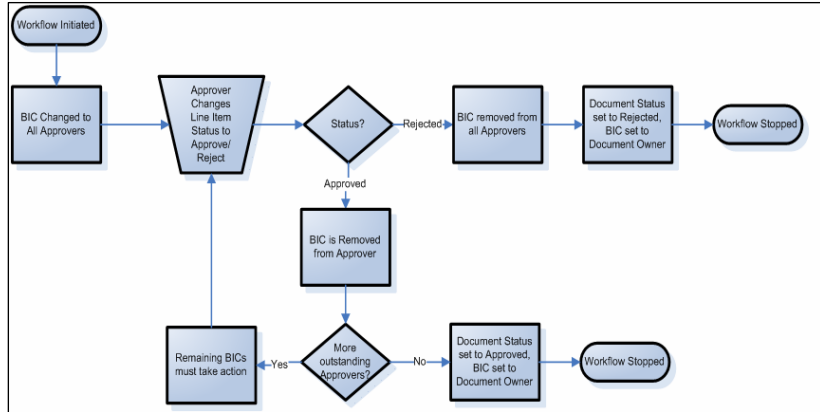 Workflow Initiated
BIC Changed to
All Approvers
Approver
Changes
Line Item
Status to
Approve/
Reject
Status?
Rejected
BIC removed from
all Approvers
Document Status
set to Rejected,
BIC set to
Document Owner
Workflow Stopped
Approved
BIC is Removed
from Approver
More
outstanding
Approvers?
Yes
Remaining BICs
must take action
No
Document Status
set to Approved,
BIC set to
Document Owner
Workflow Stopped